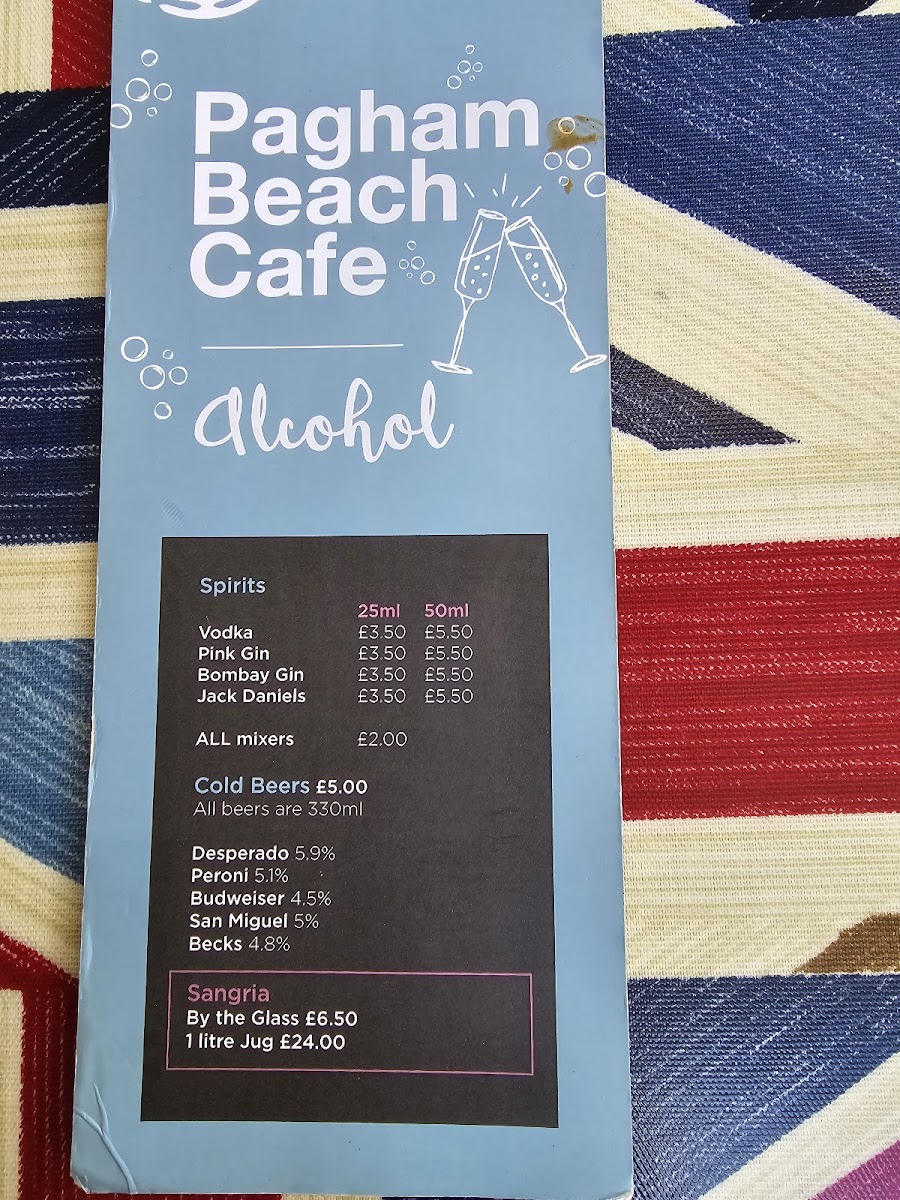 Pagham
Beach
Cafe
Alcohol
Spirits
25ml 50ml
Vodka £3.50 £5.50
Pink Gin £3.50 £5.50
Bombay Gin £3.50 £5.50
Jack Daniels £3.50 £5.50
ALL mixers £2.00
Cold Beers £5.00
All beers are 330ml
Desperado 5.9%
Peroni 5.1%
Budweiser 4.5%
San Miguel 5%
Becks 4.8%
Sangria
By the Glass £6.50
1 litre Jug £24.00